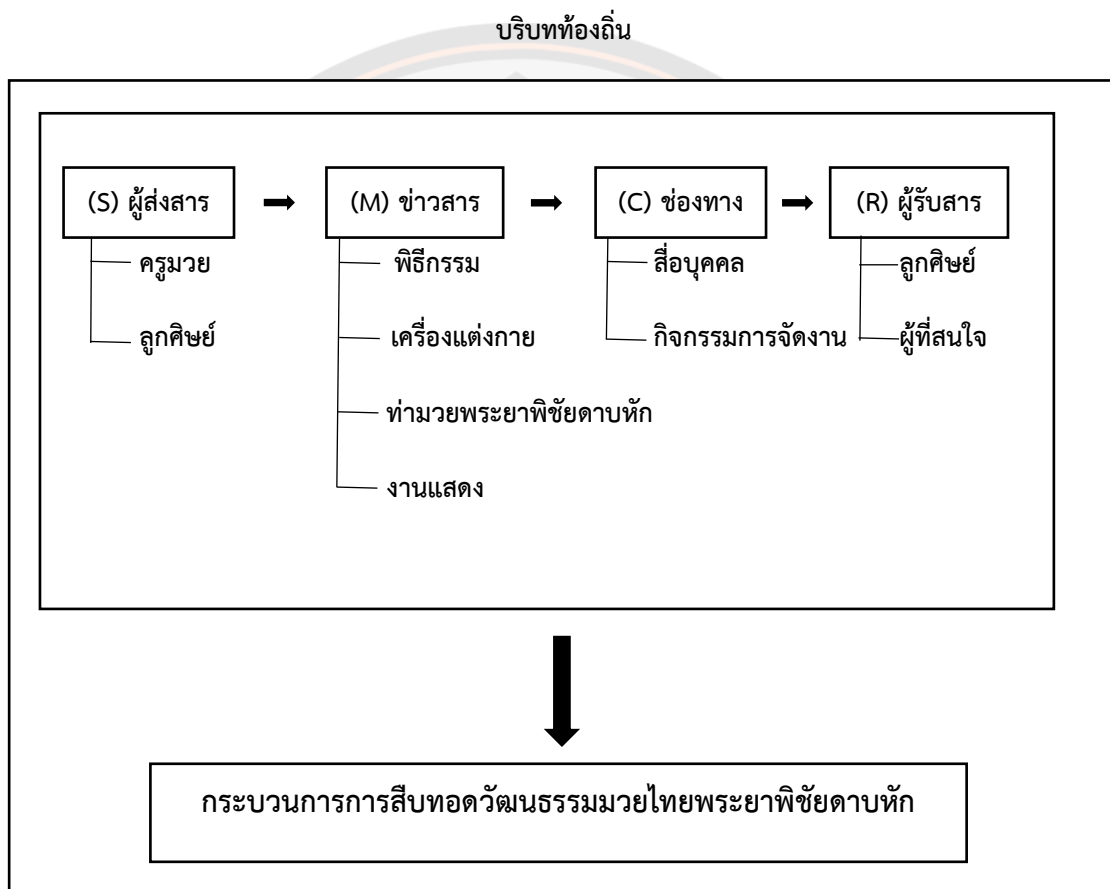 บริบทท้องถิ่น
(S) ผู้ส่งสาร
(M) ข่าวสาร
(C) ช่องทาง
(R) ผู้รับสาร
ครูมวย
พิธีกรรม
สื่อบุคคล
ลูกศิษย์
ลูกศิษย์
เครื่องแต่งกาย
กิจกรรมการจัดงาน
ผู้ที่สนใจ
ท่ามวยพระยาพิชัยดาบหัก
งานแสดง
กระบวนการการสืบทอดวัฒนธรรมมวยไทยพระยาพิชัยดาบหัก